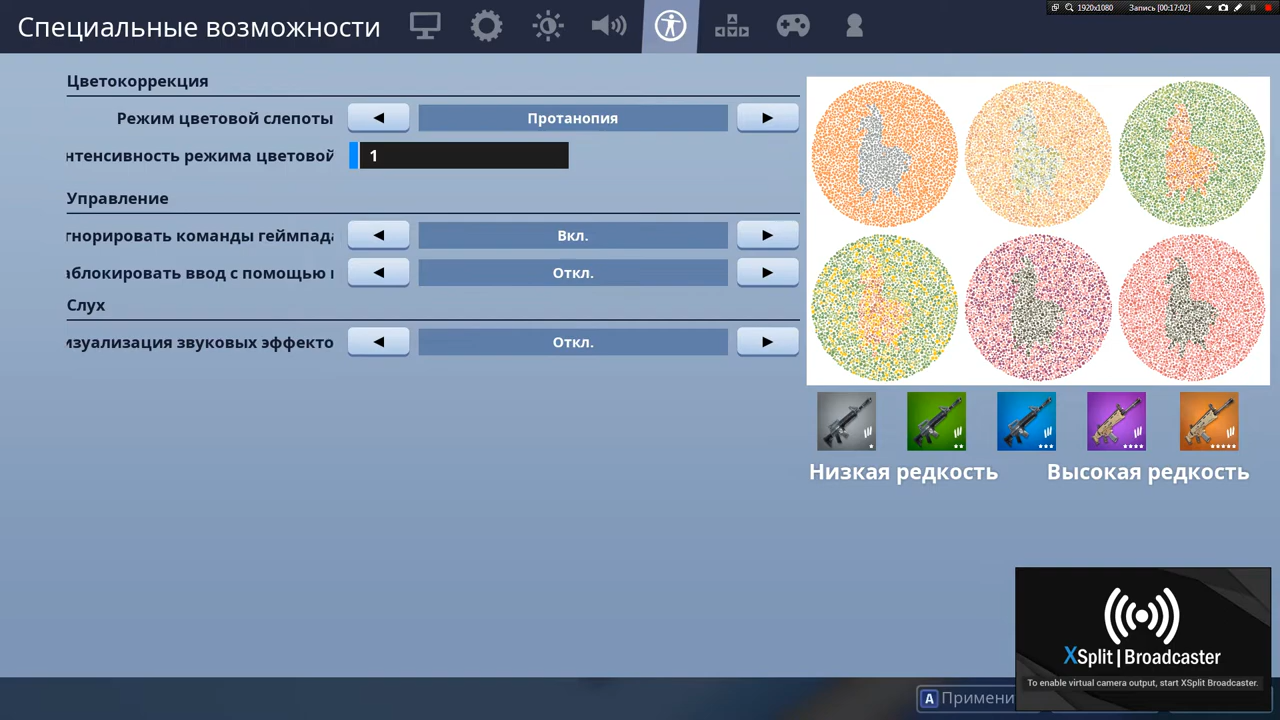 1920x1080 Запись [00:17:02]
Специальные возможности
Цветокоррекция
Режим цветовой слепоты Протанопия
нтенсивность режима цветовой 1
Управление
гнорировать команды геймпада Вкл.
аблокировать ввод с помощью Откл.
Слух
изуализация звуковых эффекто Откл.
Низкая редкость Высокая редкость
XSplit | Broadcaster
To enable virtual camera output, start XSplit Broadcaster.
A Примени